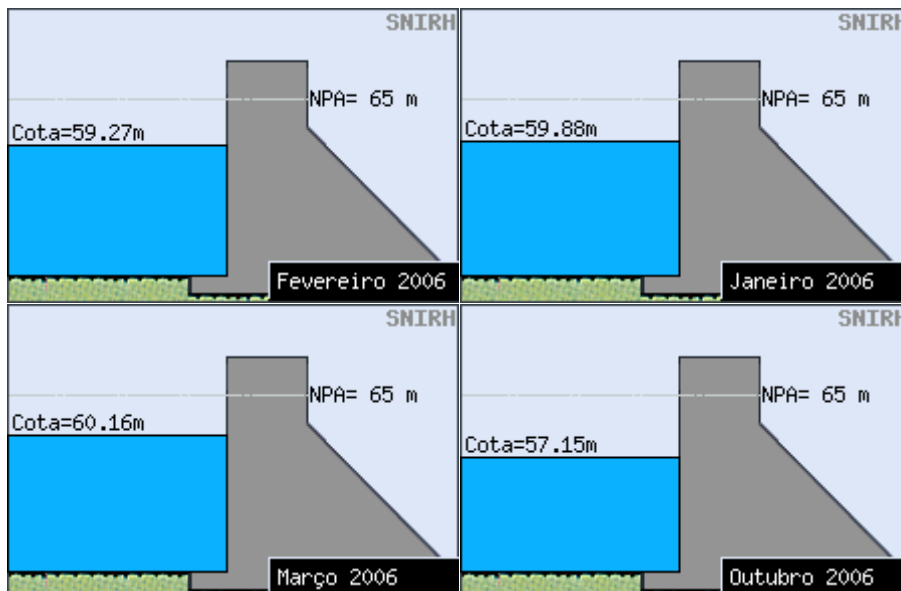 SNIRH
NPA= 65 m
Cota=59.27m
Fevereiro 2006
SNIRH
NPA= 65 m
Cota=59.88m
Janeiro 2006
SNIRH
NPA= 65 m
Cota=60.16m
Março 2006
SNIRH
NPA= 65 m
Cota=57.15m
Outubro 2006